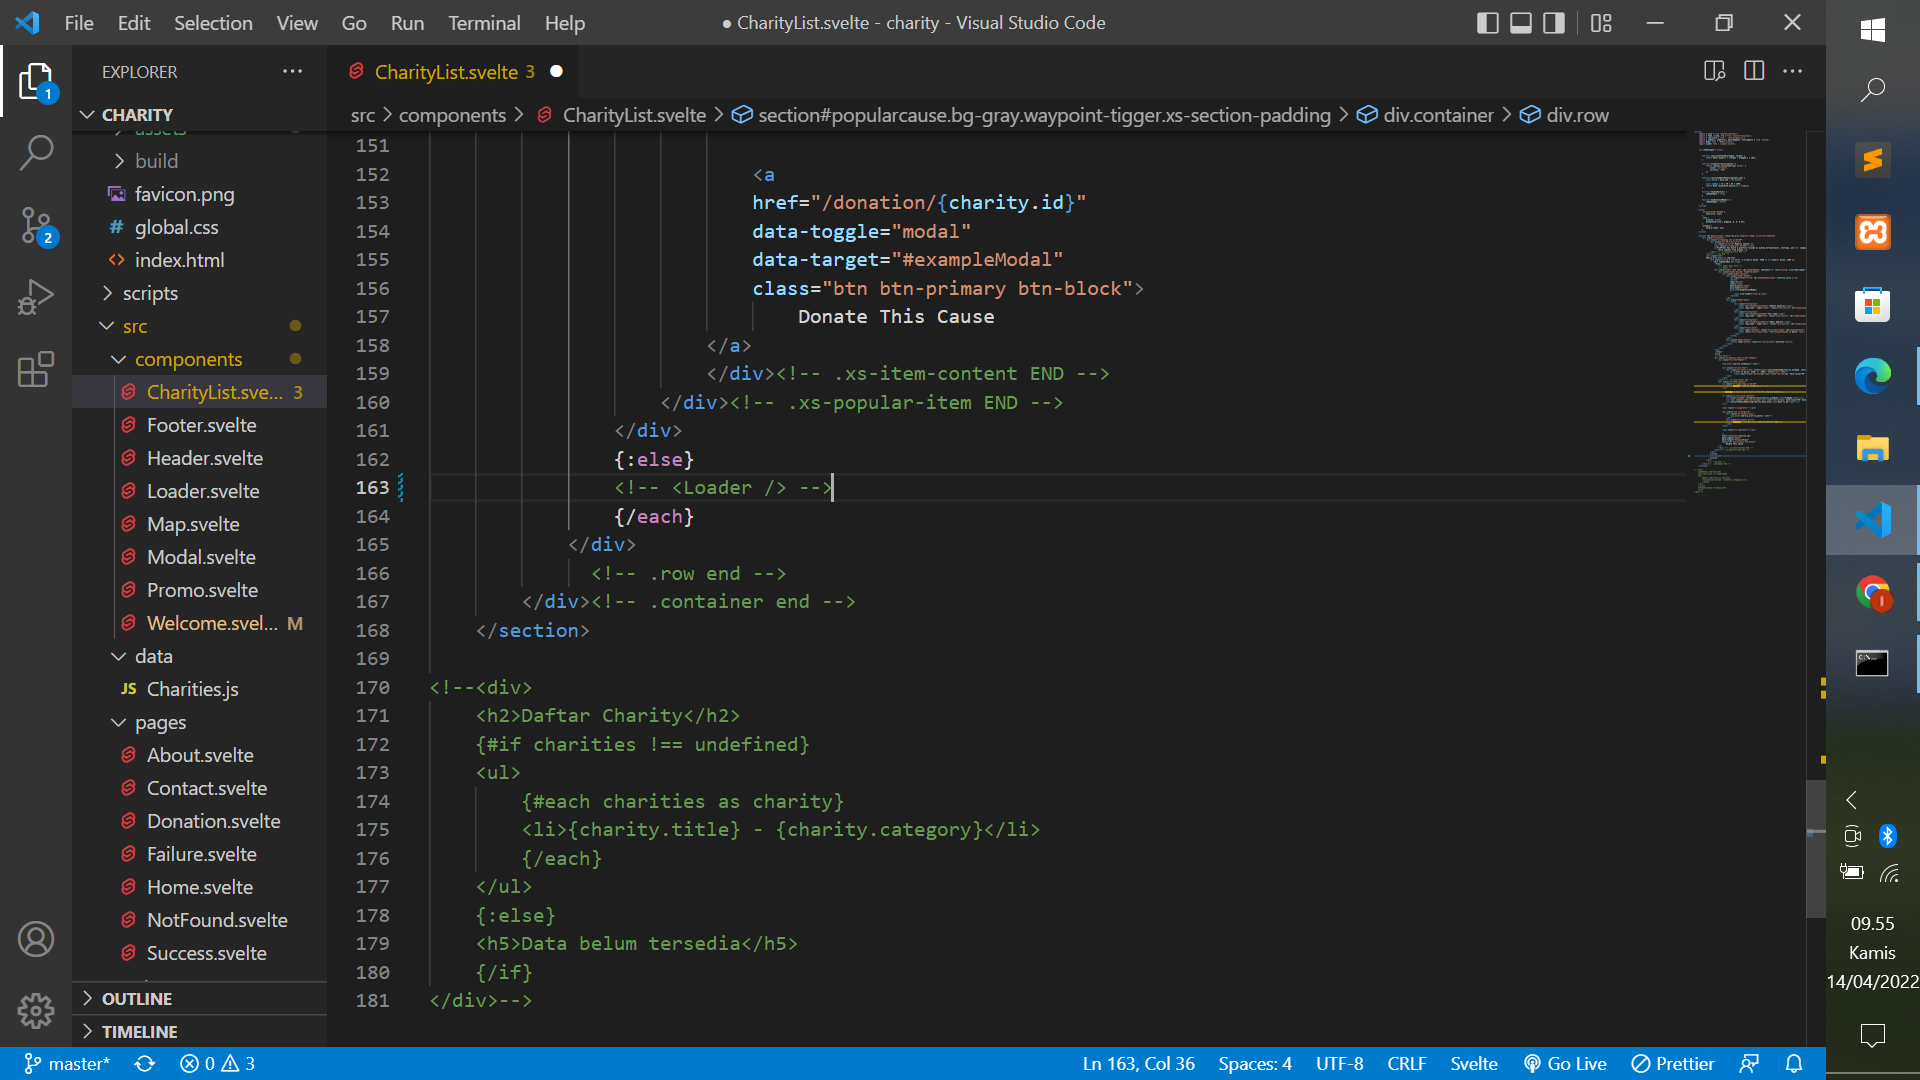 File Edit Selection View Go Run Terminal Help
● CharityList.svelte - charity - Visual Studio Code
EXPLORER
CharityList.svelte 3
CHARITY
src > components > CharityList.svelte > section#popularcause.bg-gray.waypoint-tigger.xs-section-padding > div.container > div.row
assets
build
favicon.png
# global.css
<> index.html
scripts
src
components
CharityList.sve... 3
Footer.svelte
Header.svelte
Loader.svelte
Map.svelte
Modal.svelte
Promo.svelte
Welcome.svel... M
data
JS Charities.js
pages
About.svelte
Contact.svelte
Donation.svelte
Failure.svelte
Home.svelte
NotFound.svelte
Success.svelte
OUTLINE
TIMELINE
1
2
151
152 <a
153 href="/donation/{charity.id}"
154 data-toggle="modal"
155 data-target="#exampleModal"
156 class="btn btn-primary btn-block">
157 Donate This Cause
158 </a>
159 </div><!-- .xs-item-content END -->
160 </div><!-- .xs-popular-item END -->
161 </div>
162 {:else}
163 <!-- <Loader /> -->
164 {/each}
165 </div>
166 <!-- .row end -->
167 </div><!-- .container end -->
168 </section>
169
170 <!--<div>
171 <h2>Daftar Charity</h2>
172 {#if charities !== undefined}
173 <ul>
174 {#each charities as charity}
175 <li>{charity.title} - {charity.category}</li>
176 {/each}
177 </ul>
178 {:else}
179 <h5>Data belum tersedia</h5>
180 {/if}
181 </div>-->
master* 0 3
Ln 163, Col 36 Spaces: 4 UTF-8 CRLF Svelte Go Live Prettier
09.55
Kamis
14/04/2022